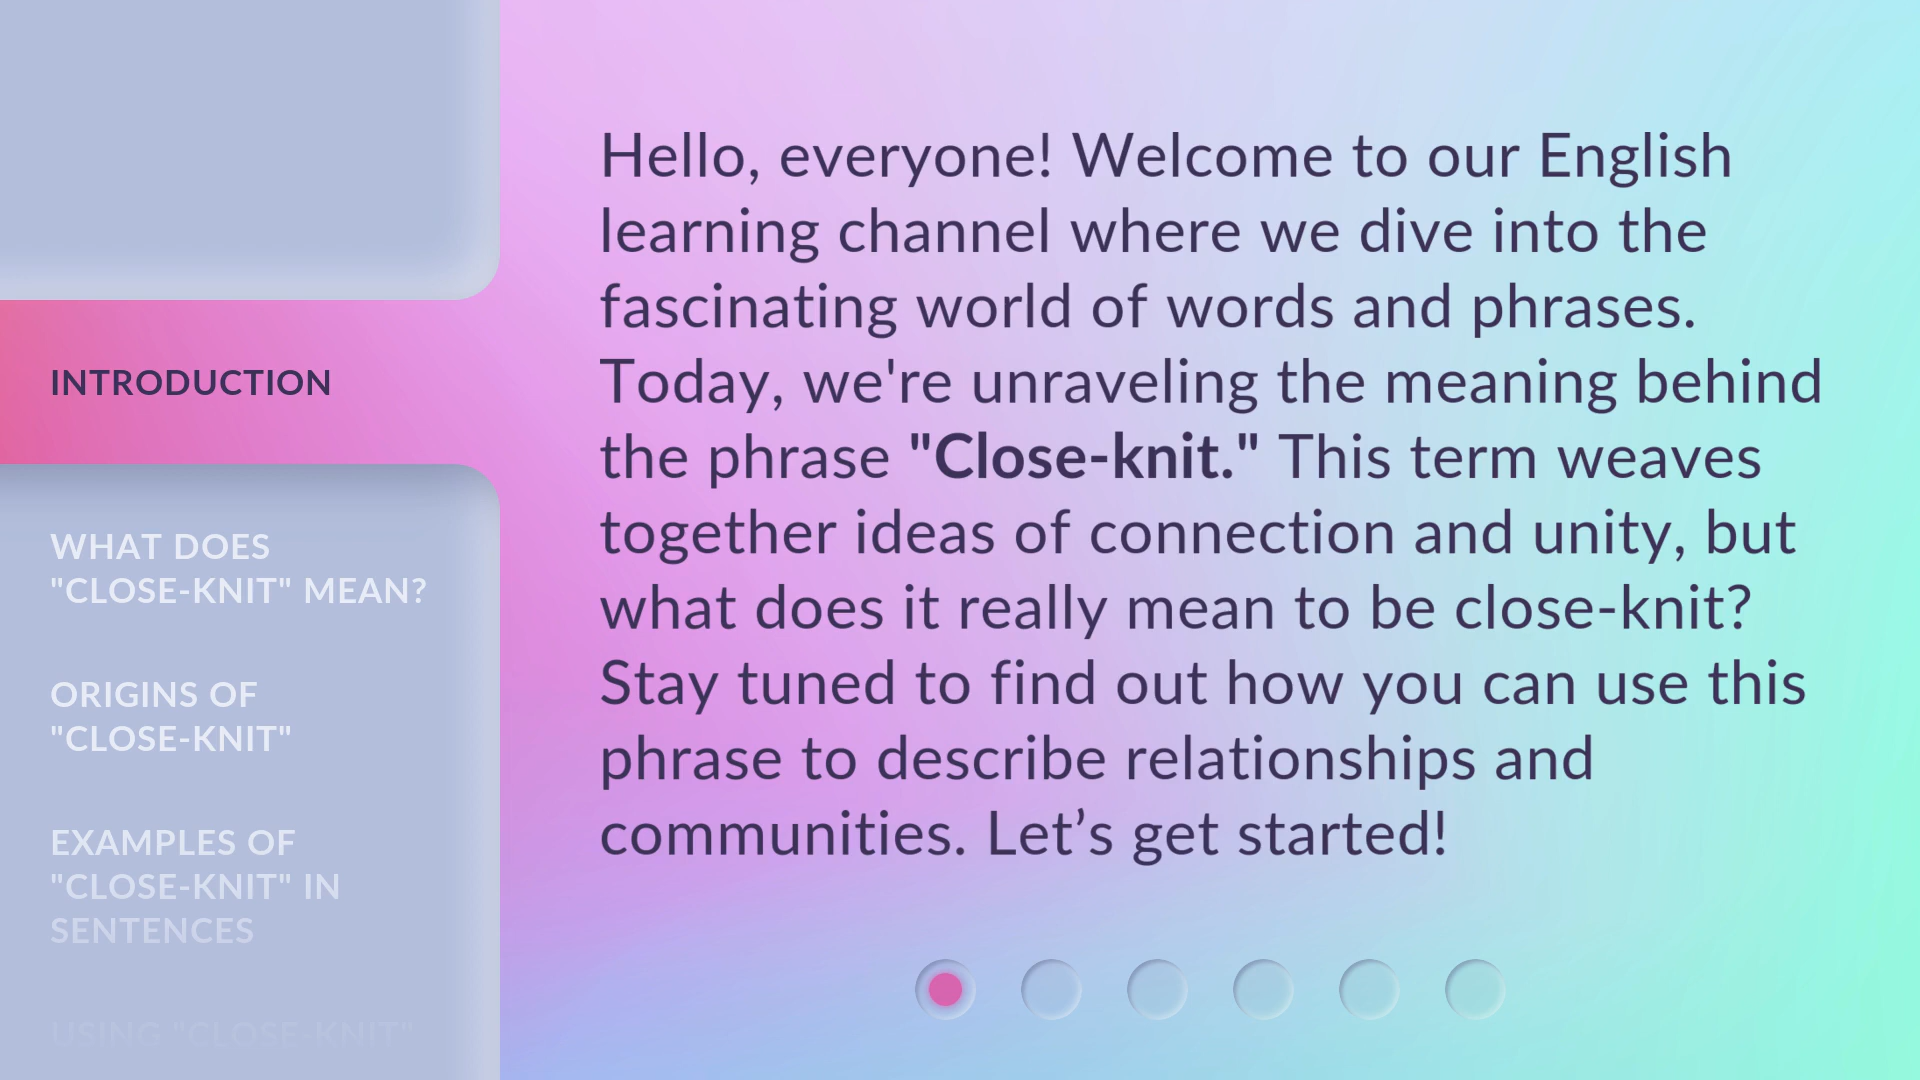 INTRODUCTION
WHAT DOES
"CLOSE-KNIT" MEAN?
ORIGINS OF
"CLOSE-KNIT"
EXAMPLES OF
"CLOSE-KNIT" IN
SENTENCES
USING "CLOSE-KNIT"
Hello, everyone! Welcome to our English
learning channel where we dive into the
fascinating world of words and phrases.
Today, we're unraveling the meaning behind
the phrase "Close-knit." This term weaves
together ideas of connection and unity, but
what does it really mean to be close-knit?
Stay tuned to find out how you can use this
phrase to describe relationships and
communities. Let’s get started!